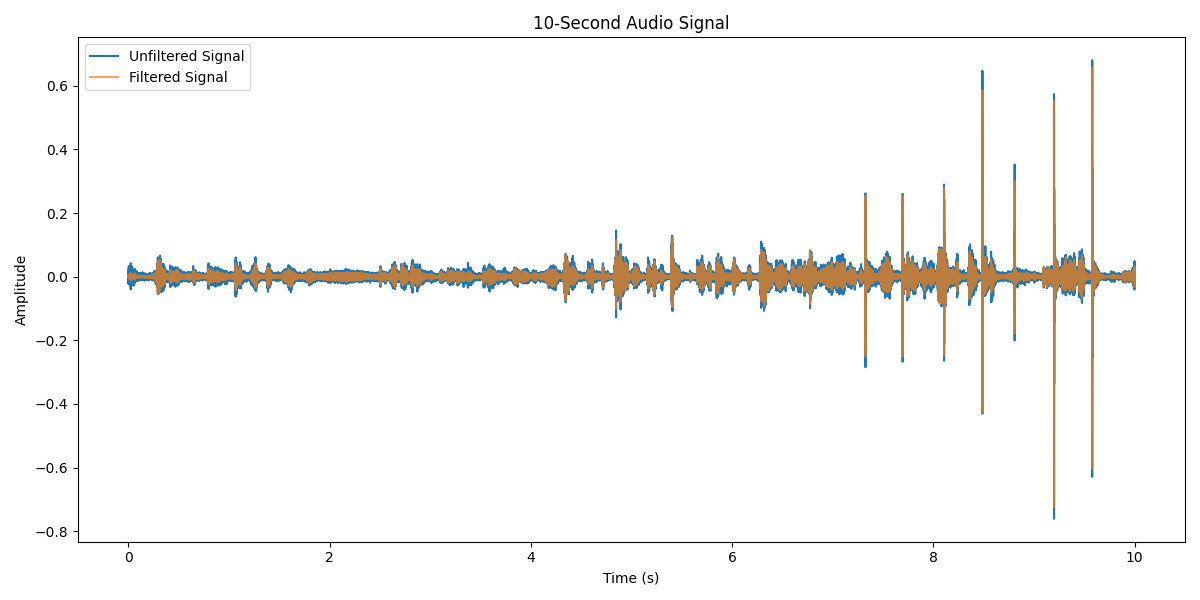 10-Second Audio Signal
Unfiltered Signal
Filtered Signal
Amplitude
0.6
0.4
0.2
0.0
−0.2
−0.4
−0.6
−0.8
0 2 4 6 8 10
Time (s)